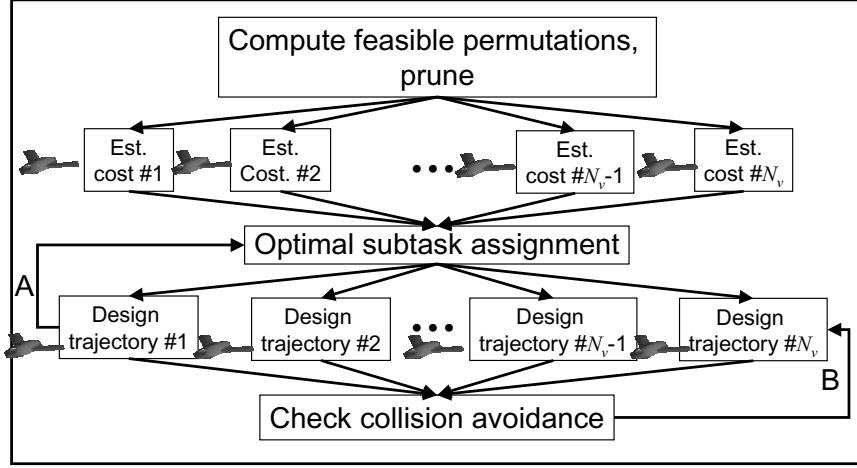 Compute feasible permutations,
prune
Est.
cost #1
Est.
Cost. #2
•••
Est.
cost #Nv-1
Est.
cost #Nv
Optimal subtask assignment
A
Design
trajectory #1
Design
trajectory #2
•••
Design
trajectory #Nv-1
Design
trajectory #Nv
B
Check collision avoidance